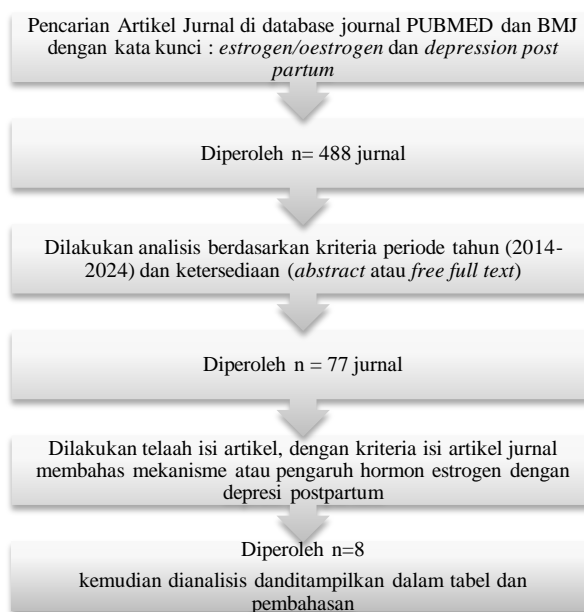 Pencarian Artikel Jurnal di database journal PUBMED dan BMJ
dengan kata kunci : estrogen/oestrogen dan depression post
partum
Diperoleh n= 488 jurnal
Dilakukan analisis berdasarkan kriteria periode tahun (2014-
2024) dan ketersediaan (abstract atau free full text)
Diperoleh n = 77 jurnal
Dilakukan telaah isi artikel, dengan kriteria isi artikel jurnal
membahas mekanisme atau pengaruh hormon estrogen dengan
depresi postpartum
Diperoleh n=8
kemudian dianalisis danditampilkan dalam tabel dan
pembahasan